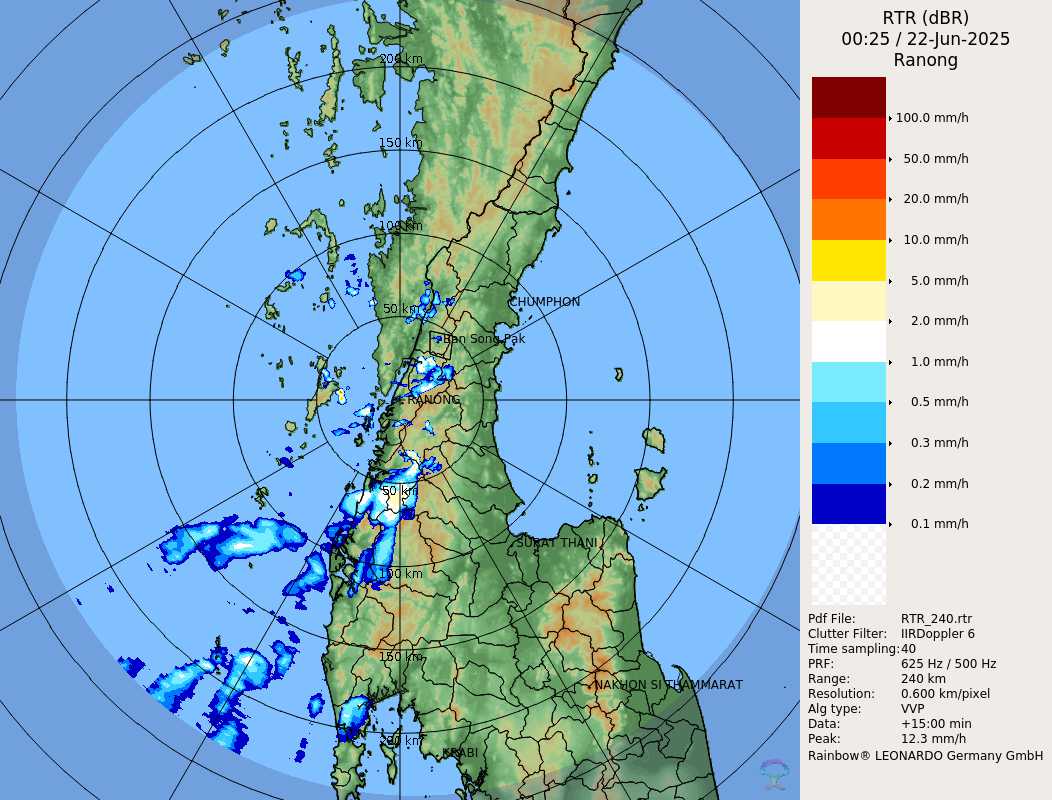 200 km
150 km
100 km
50 km
CHUMPHON
Ban Song Pak
RANONG
50 km
SURAT THANI
100 km
150 km
NAKHON SI THAMMARAT
200 km
KRABI
RTR (dBR)
00:25 / 22-Jun-2025
Ranong
100.0 mm/h
50.0 mm/h
20.0 mm/h
10.0 mm/h
5.0 mm/h
2.0 mm/h
1.0 mm/h
0.5 mm/h
0.3 mm/h
0.2 mm/h
0.1 mm/h
Pdf File: RTR_240.rtr
Clutter Filter: IIRDoppler 6
Time sampling:40
PRF: 625 Hz / 500 Hz
Range: 240 km
Resolution: 0.600 km/pixel
Alg type: VVP
Data: +15:00 min
Peak: 12.3 mm/h
Rainbow® LEONARDO Germany GmbH